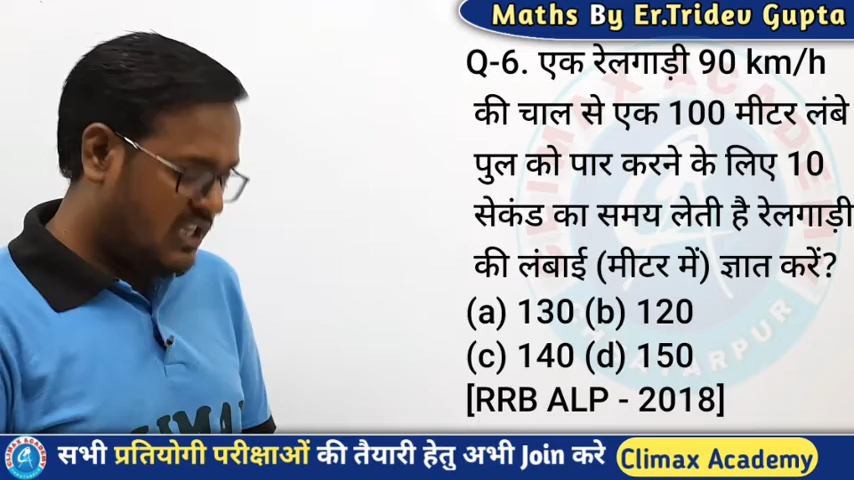 Maths By Er.Tridev Gupta
Q-6. एक रेलगाड़ी 90 km/h
की चाल से एक 100 मीटर लंबे
पुल को पार करने के लिए 10
सेकंड का समय लेती है रेलगाड़ी
की लंबाई (मीटर में) ज्ञात करें?
(a) 130 (b) 120
(c) 140 (d) 150
[RRB ALP - 2018]
सभी प्रतियोगी परीक्षाओं की तैयारी हेतु अभी Join करे Climax Academy